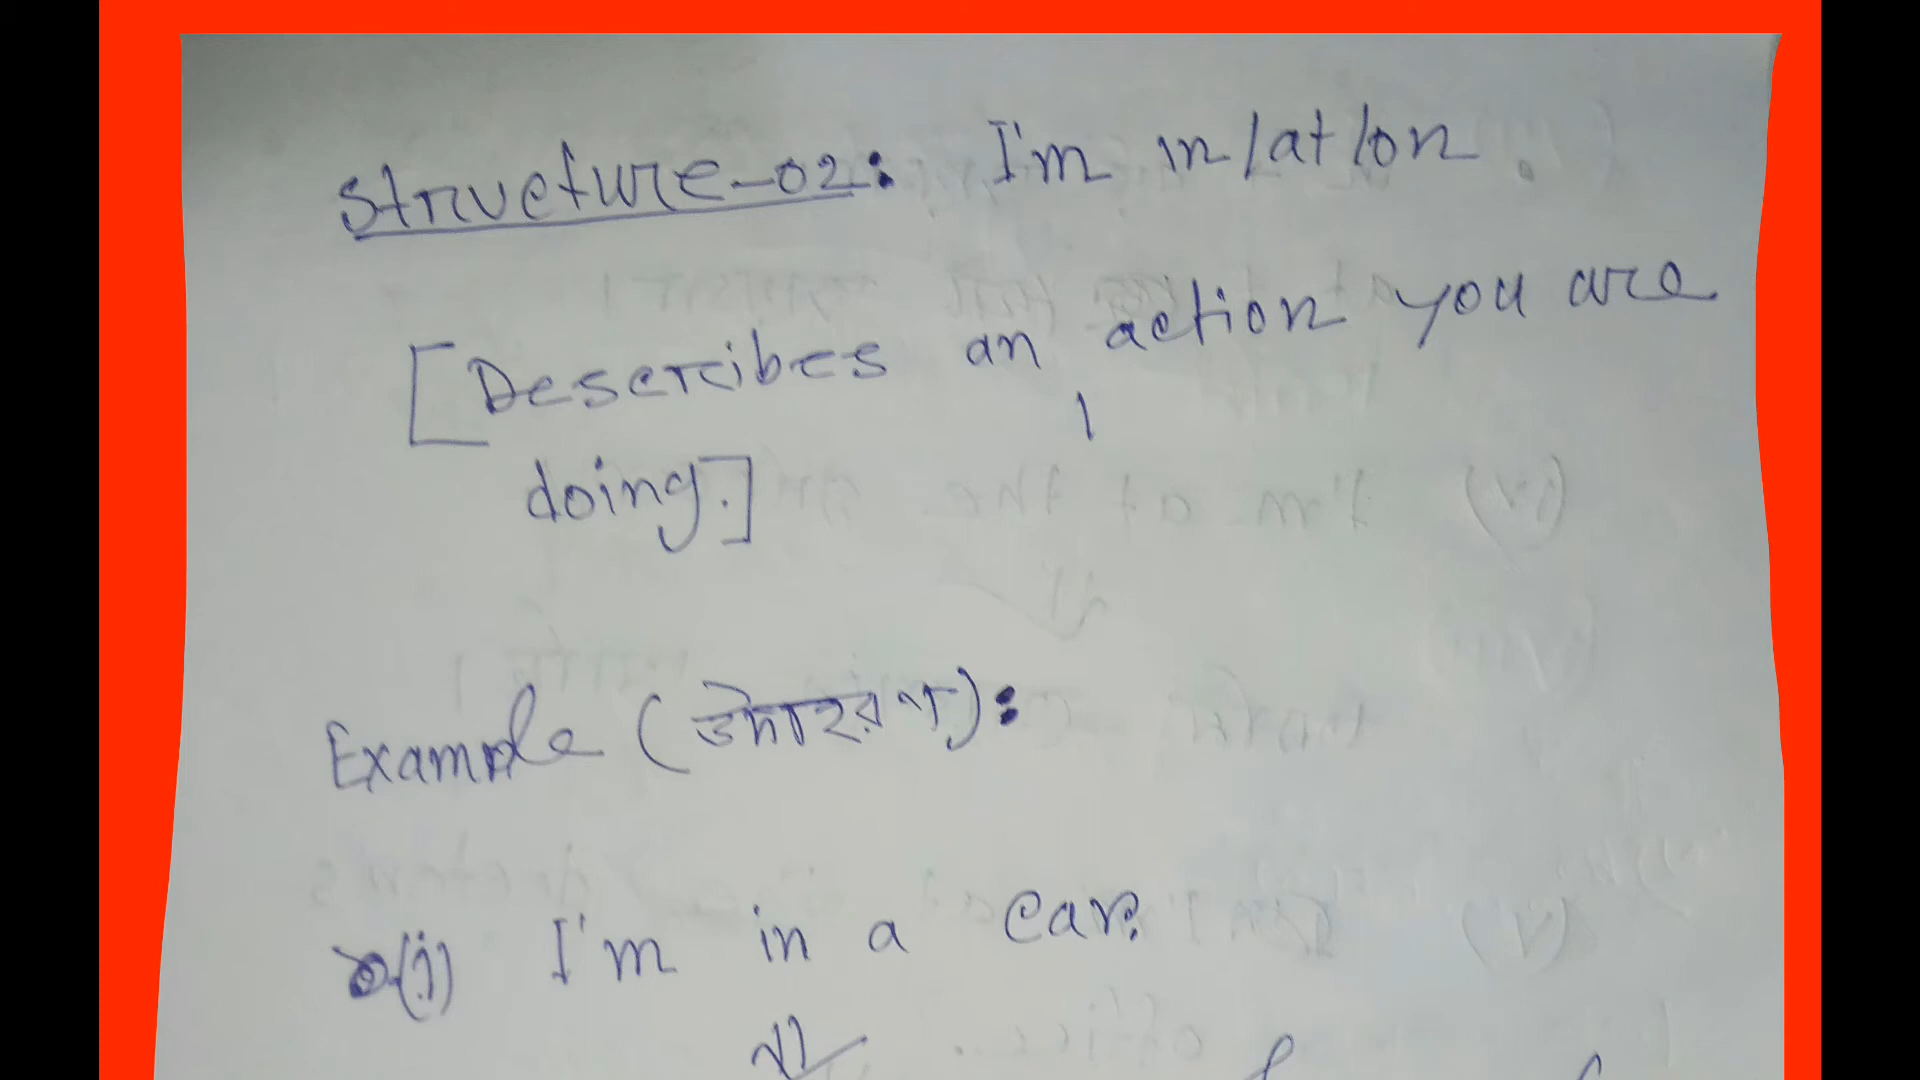 Structure-02: I'm in/at/on.
[Describes an action you are
doing.]
Example (উদাহরণ):
(i) I'm in a car.